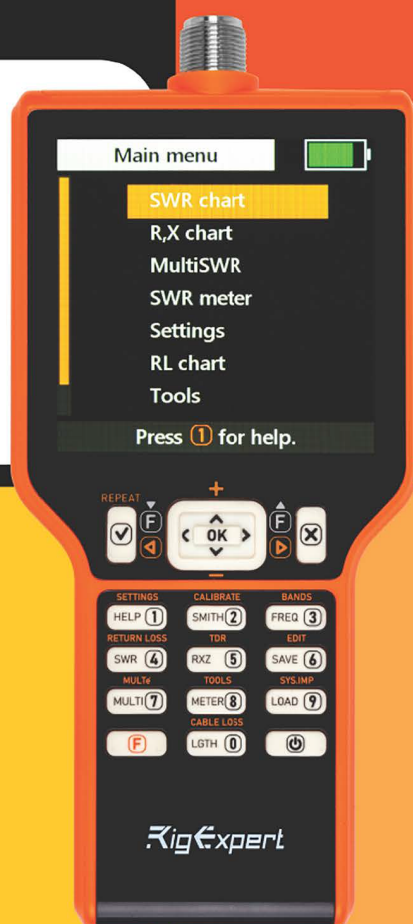 Main menu
SWR chart
R,X chart
MultiSWR
SWR meter
Settings
RL chart
Tools
Press 1 for help.
+
REPEAT
F OK F
−
SETTINGS CALIBRATE BANDS
HELP 1 SMITH 2 FREQ 3
RETURN LOSS TDR EDIT
SWR 4 RXZ 5 SAVE 6
MULTé TOOLS SYS.IMP
MULTI 7 METER 8 LOAD 9
CABLE LOSS
F LGTH 0
RigExpert